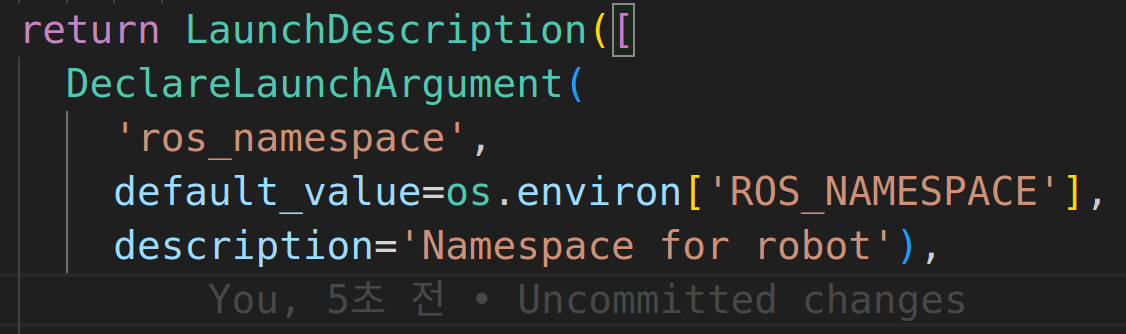 return LaunchDescription([
DeclareLaunchArgument(
'ros_namespace',
default_value=os.environ['ROS_NAMESPACE'],
description='Namespace for robot'),
You, 5초 전 • Uncommitted changes